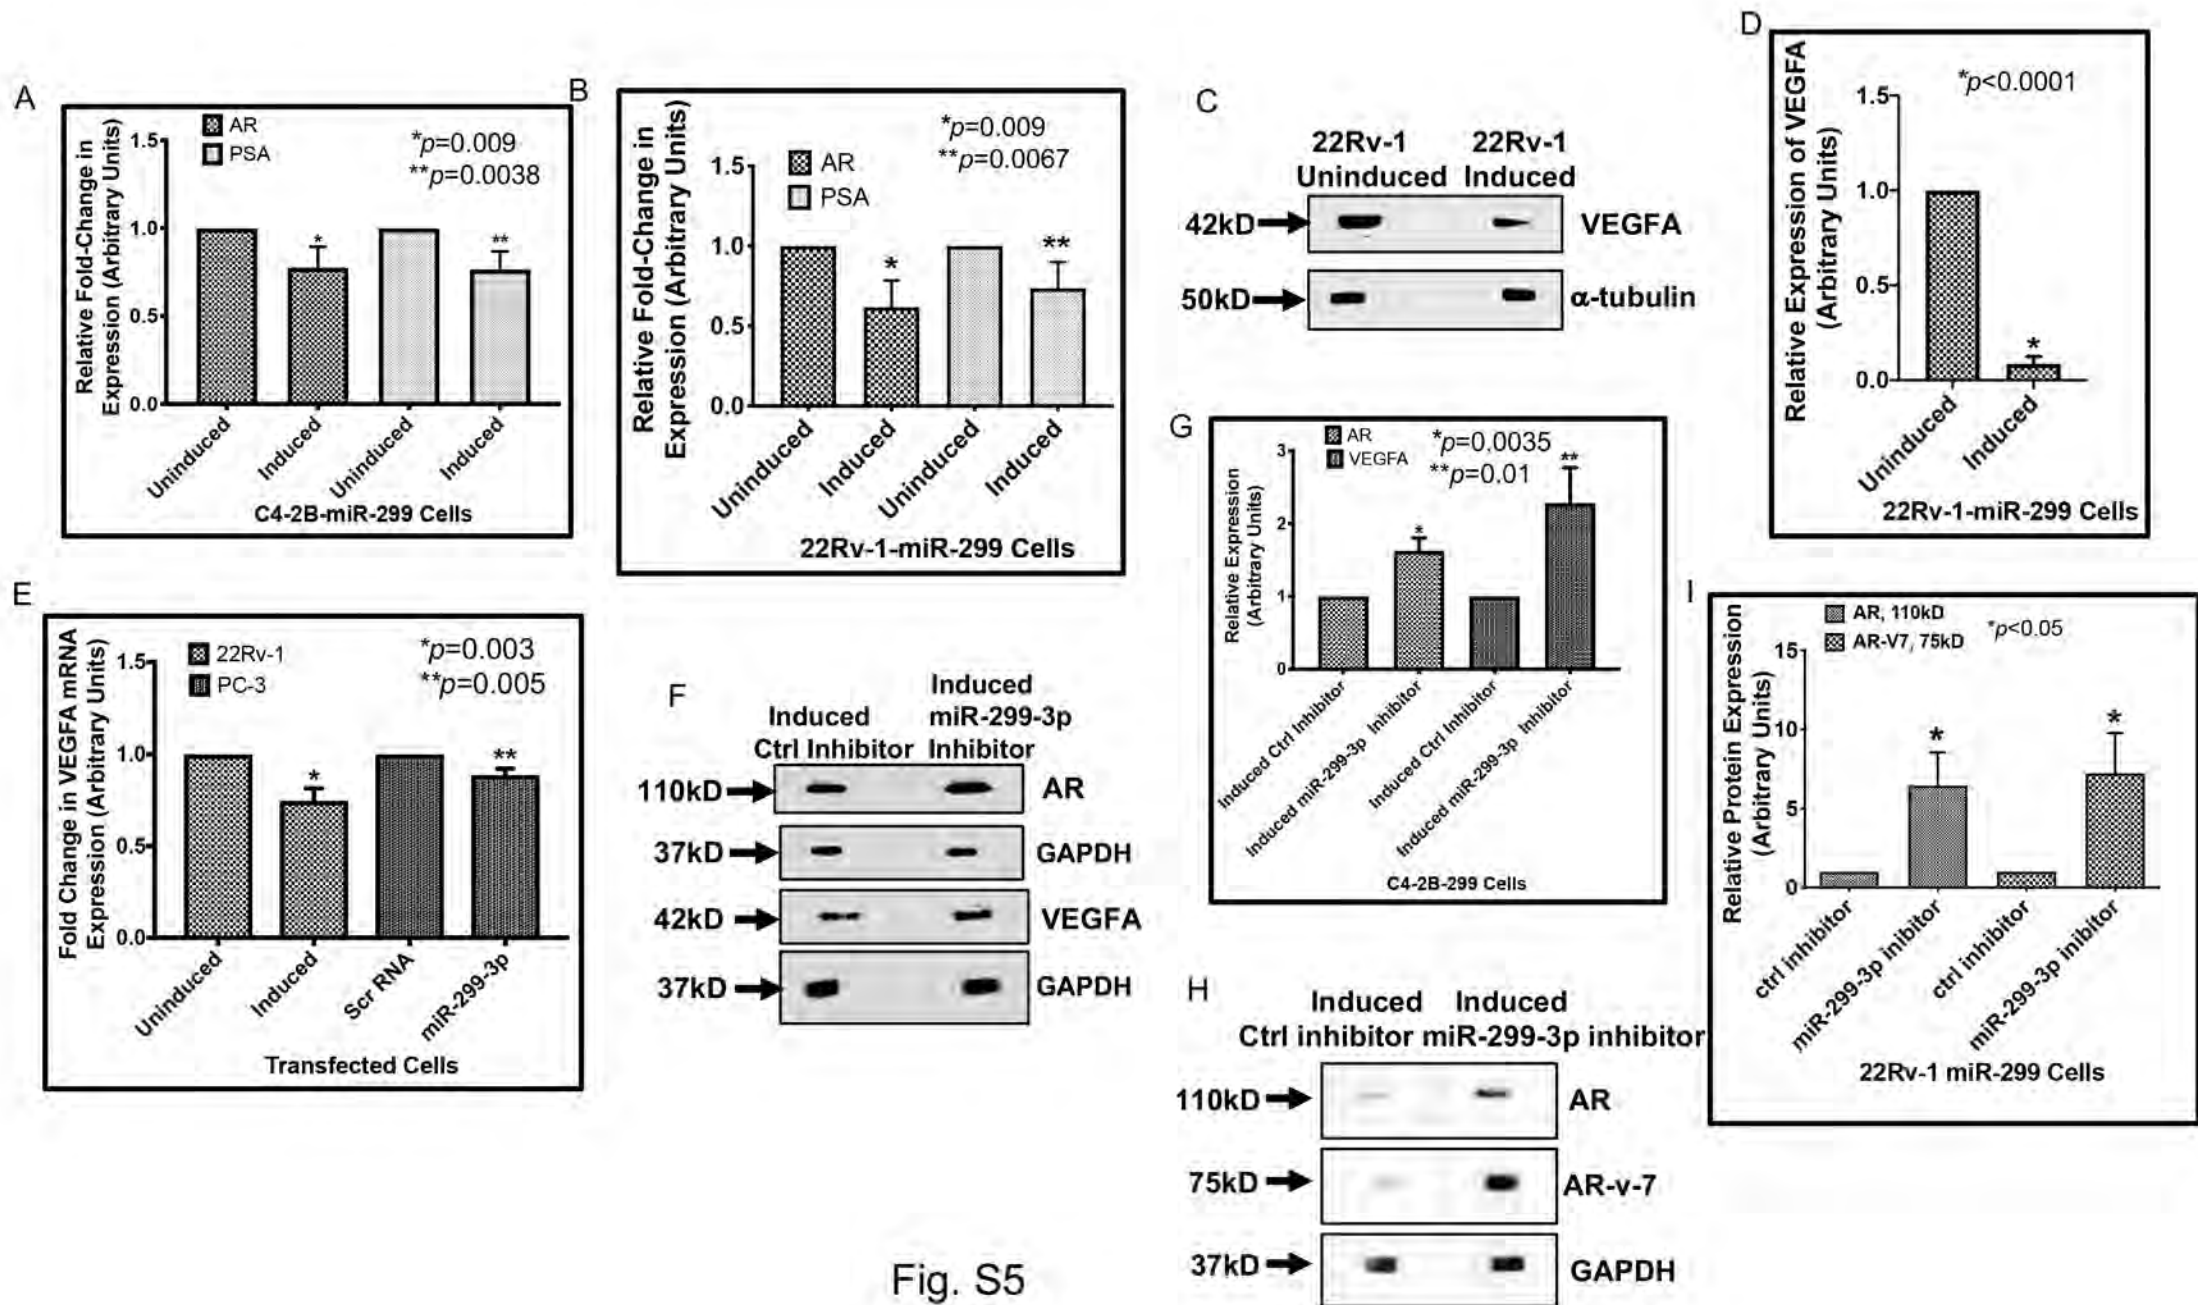 A
Relative Fold-Change in
Expression (Arbitrary Units)
AR
PSA
*p=0.009
**p=0.0038
1.5
1.0
0.5
0.0
*
**
Uninduced
Induced
Uninduced
Induced
C4-2B-miR-299 Cells
B
Relative Fold-Change in
Expression (Arbitrary Units)
AR
PSA
*p=0.009
**p=0.0067
1.5
1.0
0.5
0.0
*
**
Uninduced
Induced
Uninduced
Induced
22Rv-1-miR-299 Cells
C
22Rv-1 22Rv-1
Uninduced Induced
42kD VEGFA
50kD α-tubulin
D
Relative Expression of VEGFA
(Arbitrary Units)
*p<0.0001
1.5
1.0
0.5
0.0
*
Uninduced
Induced
22Rv-1-miR-299 Cells
E
Fold Change in VEGFA mRNA
Expression (Arbitrary Units)
22Rv-1
PC-3
*p=0.003
**p=0.005
1.5
1.0
0.5
0.0
*
**
Uninduced
Induced
Scr RNA
miR-299-3p
Transfected Cells
F
Induced
Ctrl Inhibitor
Induced
miR-299-3p
Inhibitor
110kD AR
37kD GAPDH
42kD VEGFA
37kD GAPDH
G
Relative Expression
(Arbitrary Units)
AR
VEGFA
*p=0,0035
**p=0.01
3
2
1
0
*
**
Induced Ctrl Inhibitor
Induced miR-299-3p Inhibitor
Induced Ctrl Inhibitor
Induced miR-299-3p Inhibitor
C4-2B-299 Cells
H
Induced Induced
Ctrl inhibitor miR-299-3p inhibitor
110kD AR
75kD AR-v-7
37kD GAPDH
I
Relative Protein Expression
(Arbitrary Units)
AR, 110kD
AR-V7, 75kD
*p<0.05
15
10
5
0
*
*
ctrl inhibitor
miR-299-3p inibitor
ctrl inhibitor
miR-299-3p inibitor
22Rv-1 miR-299 Cells
Fig. S5